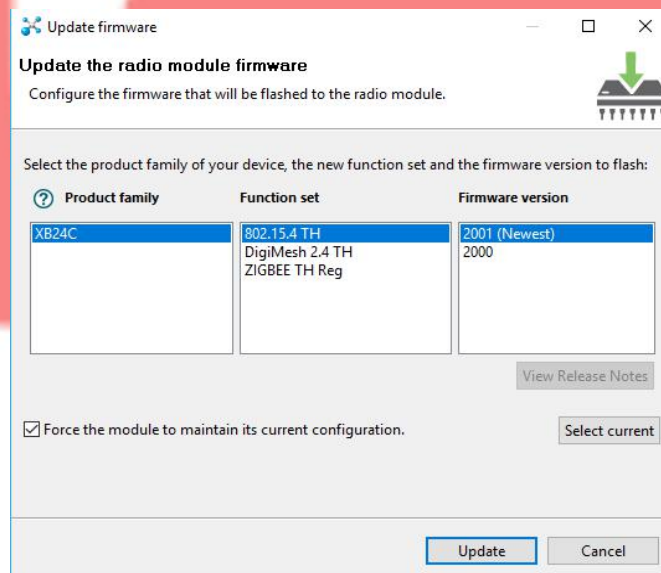 Update firmware
Update the radio module firmware
Configure the firmware that will be flashed to the radio module.
Select the product family of your device, the new function set and the firmware version to flash:
Product family Function set Firmware version
XB24C 802.15.4 TH 2001 (Newest)
DigiMesh 2.4 TH 2000
ZIGBEE TH Reg
View Release Notes
Force the module to maintain its current configuration. Select current
Update Cancel